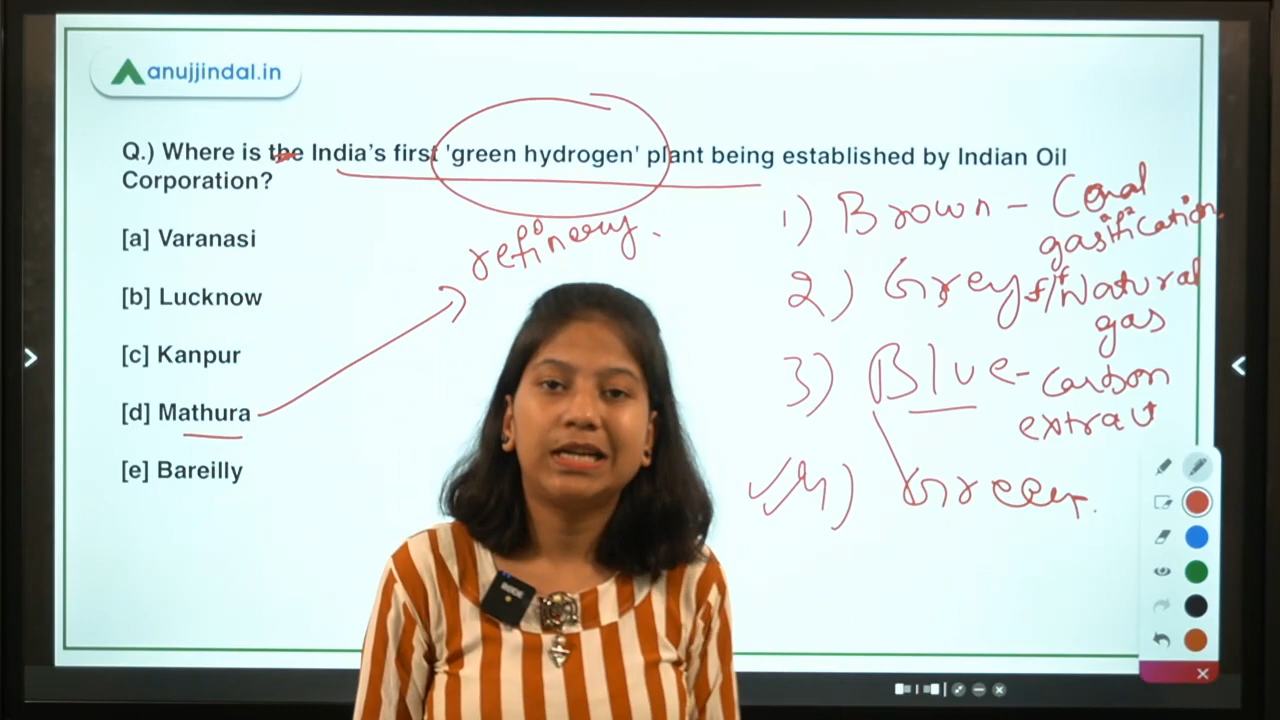 anujjindal.in
Q.) Where is the India's first 'green hydrogen' plant being established by Indian Oil
Corporation?
[a] Varanasi
[b] Lucknow
[c] Kanpur
[d] Mathura
[e] Bareilly
refinery.
1) Brown - Coal
gasification.
2) Grey Natural
gas
3) Blue - Carbon
extract
4) Green.